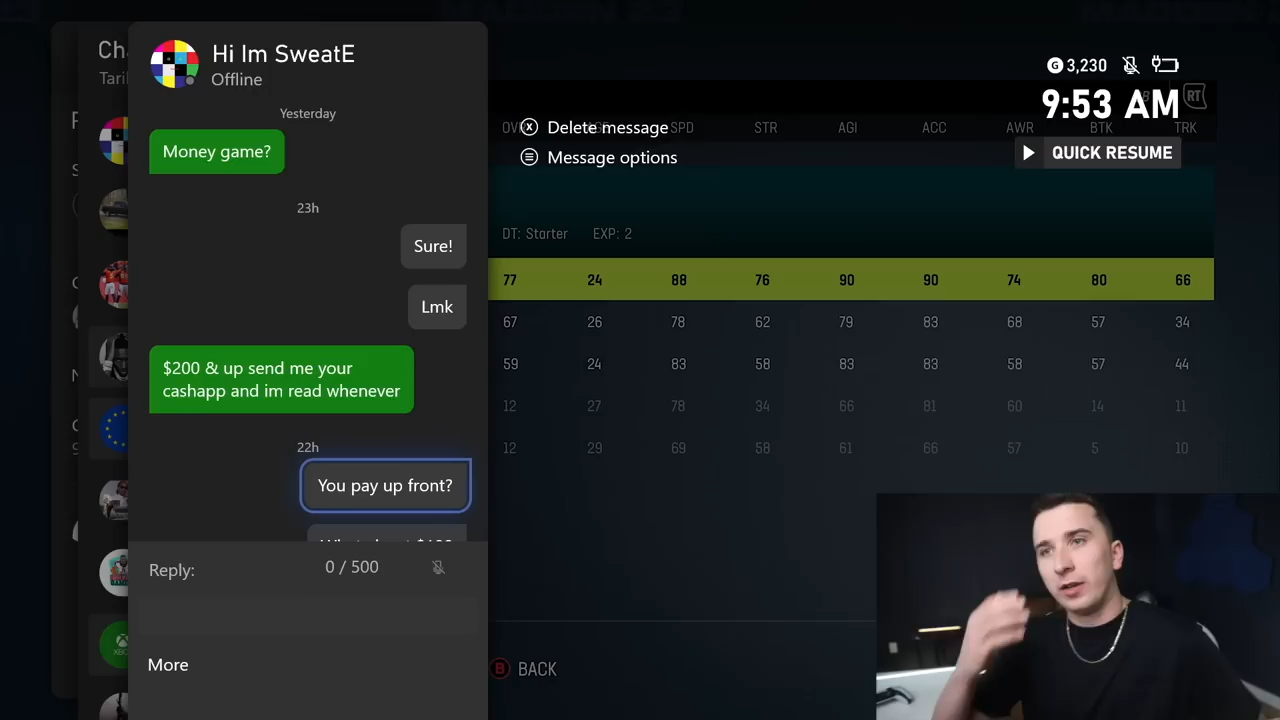 Hi Im SweatE
Offline
Yesterday
Money game?
23h
Sure!
Lmk
$200 & up send me your
cashapp and im read whenever
22h
You pay up front?
Reply:
0 / 500
More
Delete message
Message options
G 3,230
9:53 AM
RT
QUICK RESUME
SPD STR AGI ACC AWR BTK TRK
DT: Starter EXP: 2
77 24 88 76 90 90 74 80 66
67 26 78 62 79 83 68 57 34
59 24 83 58 83 83 58 57 44
12 27 78 34 66 81 60 14 11
12 29 69 58 61 66 57 5 10
B BACK